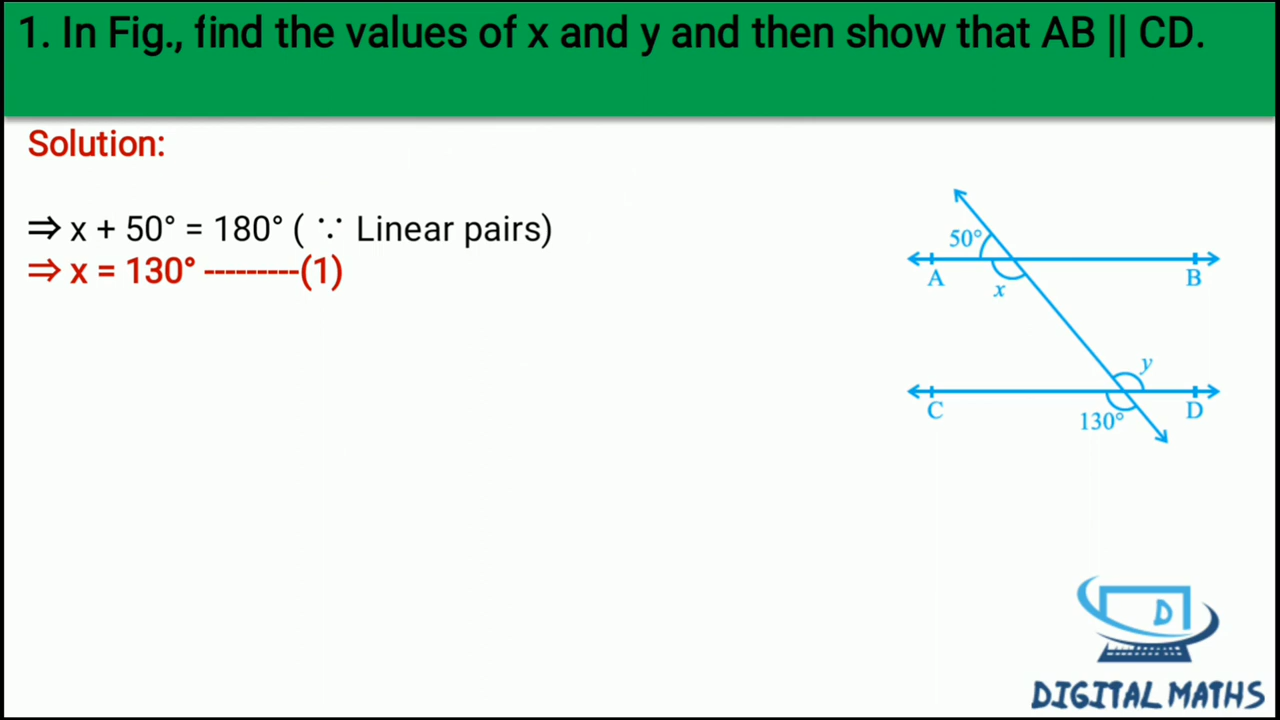 1. In Fig., find the values of x and y and then show that AB || CD.
Solution:
⇒ x + 50° = 180° ( ∵ Linear pairs)
⇒ x = 130° ---------(1)
50°
A
B
x
y
C
D
130°
D
DIGITAL MATHS